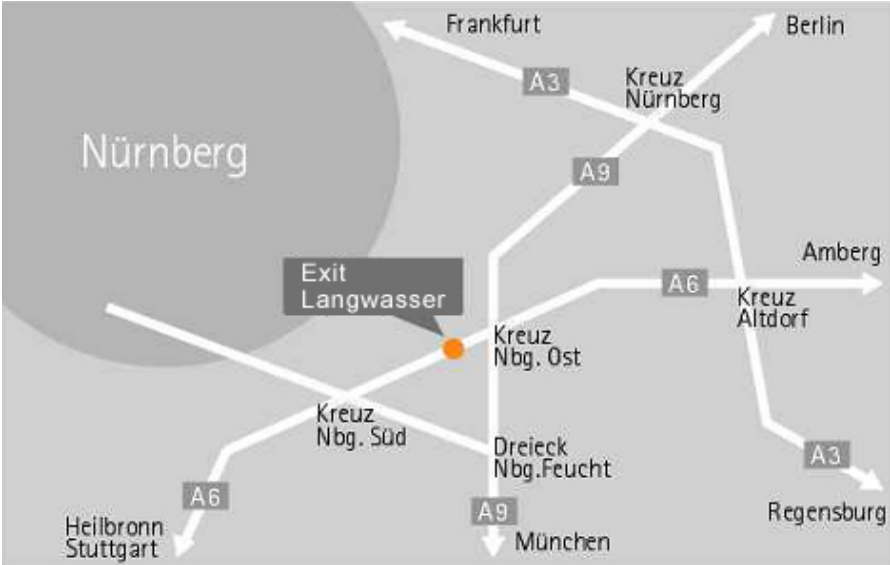 Frankfurt
Berlin
A3
Kreuz
Nürnberg
Nürnberg
A9
Amberg
Exit
Langwasser
A6
Kreuz
Altdorf
Kreuz
Nbg. Ost
Kreuz
Nbg. Süd
Dreieck
Nbg.Feucht
A3
A6
A9
Regensburg
Heilbronn
Stuttgart
München